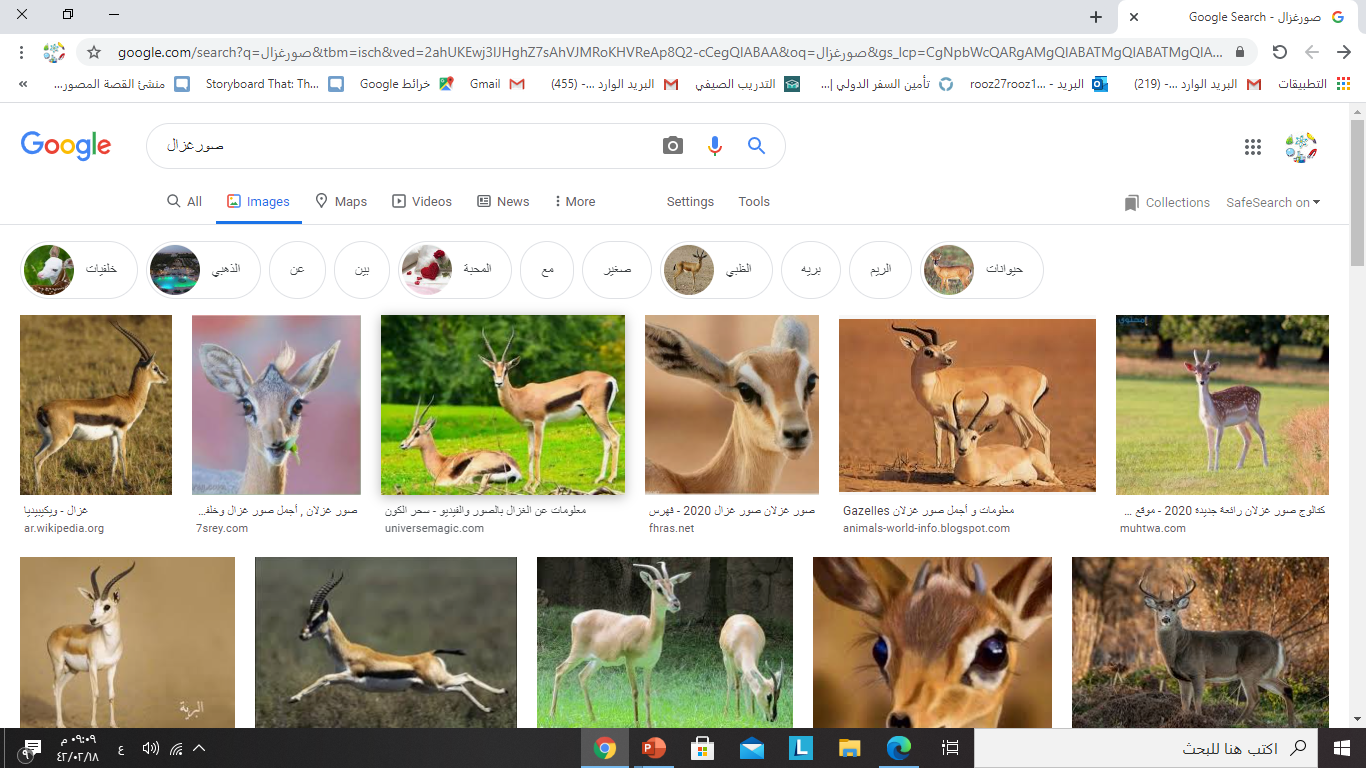 صورغزال - Google Search
google.com/search?q=صورغزال&tbm=isch&ved=2ahUKEwj3lJHghZ7sAhVJMRoKHVReAp8Q2-cCegQIABAA&oq=صورغزال&gs_lcp=CgNpbWcQARgAMgQIABATMgQIABATMgQIA...
التطبيقات
البريد الوارد -... (219)
البريد - rooz27rooz1...
تأمين السفر الدولي |...
التدريب الصيفي
البريد الوارد -... (455)
Gmail
خرائط Google
Storyboard That: Th...
منشئ القصة المصور...
Google
صورغزال
All
Images
Maps
Videos
News
More
Settings
Tools
Collections
SafeSearch on
خلفيات
الذهبي
عن
بين
المحبة
مع
صغير
الظبي
بريه
الريم
حيوانات
غزال - ويكيبيديا
ar.wikipedia.org
صور غزلان , أجمل صور غزال وخلف...
7srey.com
معلومات عن الغزال بالصور والفيديو - سحر الكون
universemagic.com
صور غزلان صور غزال 2020 - فهرس
fhras.net
معلومات و أجمل صور غزلان Gazelles
animals-world-info.blogspot.com
كتالوج صور غزلان رائعة جديدة 2020 - موقع ...
muhtwa.com
البرية
اكتب هنا للبحث
ع
٠٩:٠٩ م
٤٢/٠٢/١٨
٩